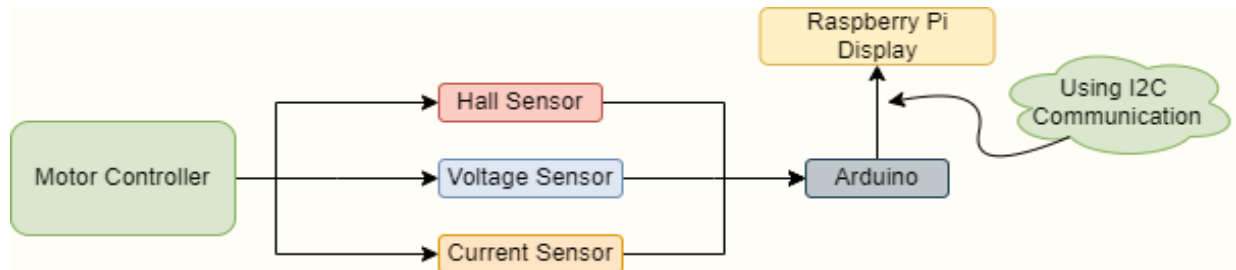 Raspberry Pi
Display
Hall Sensor
Using I2C
Communication
Motor Controller
Voltage Sensor
Arduino
Current Sensor